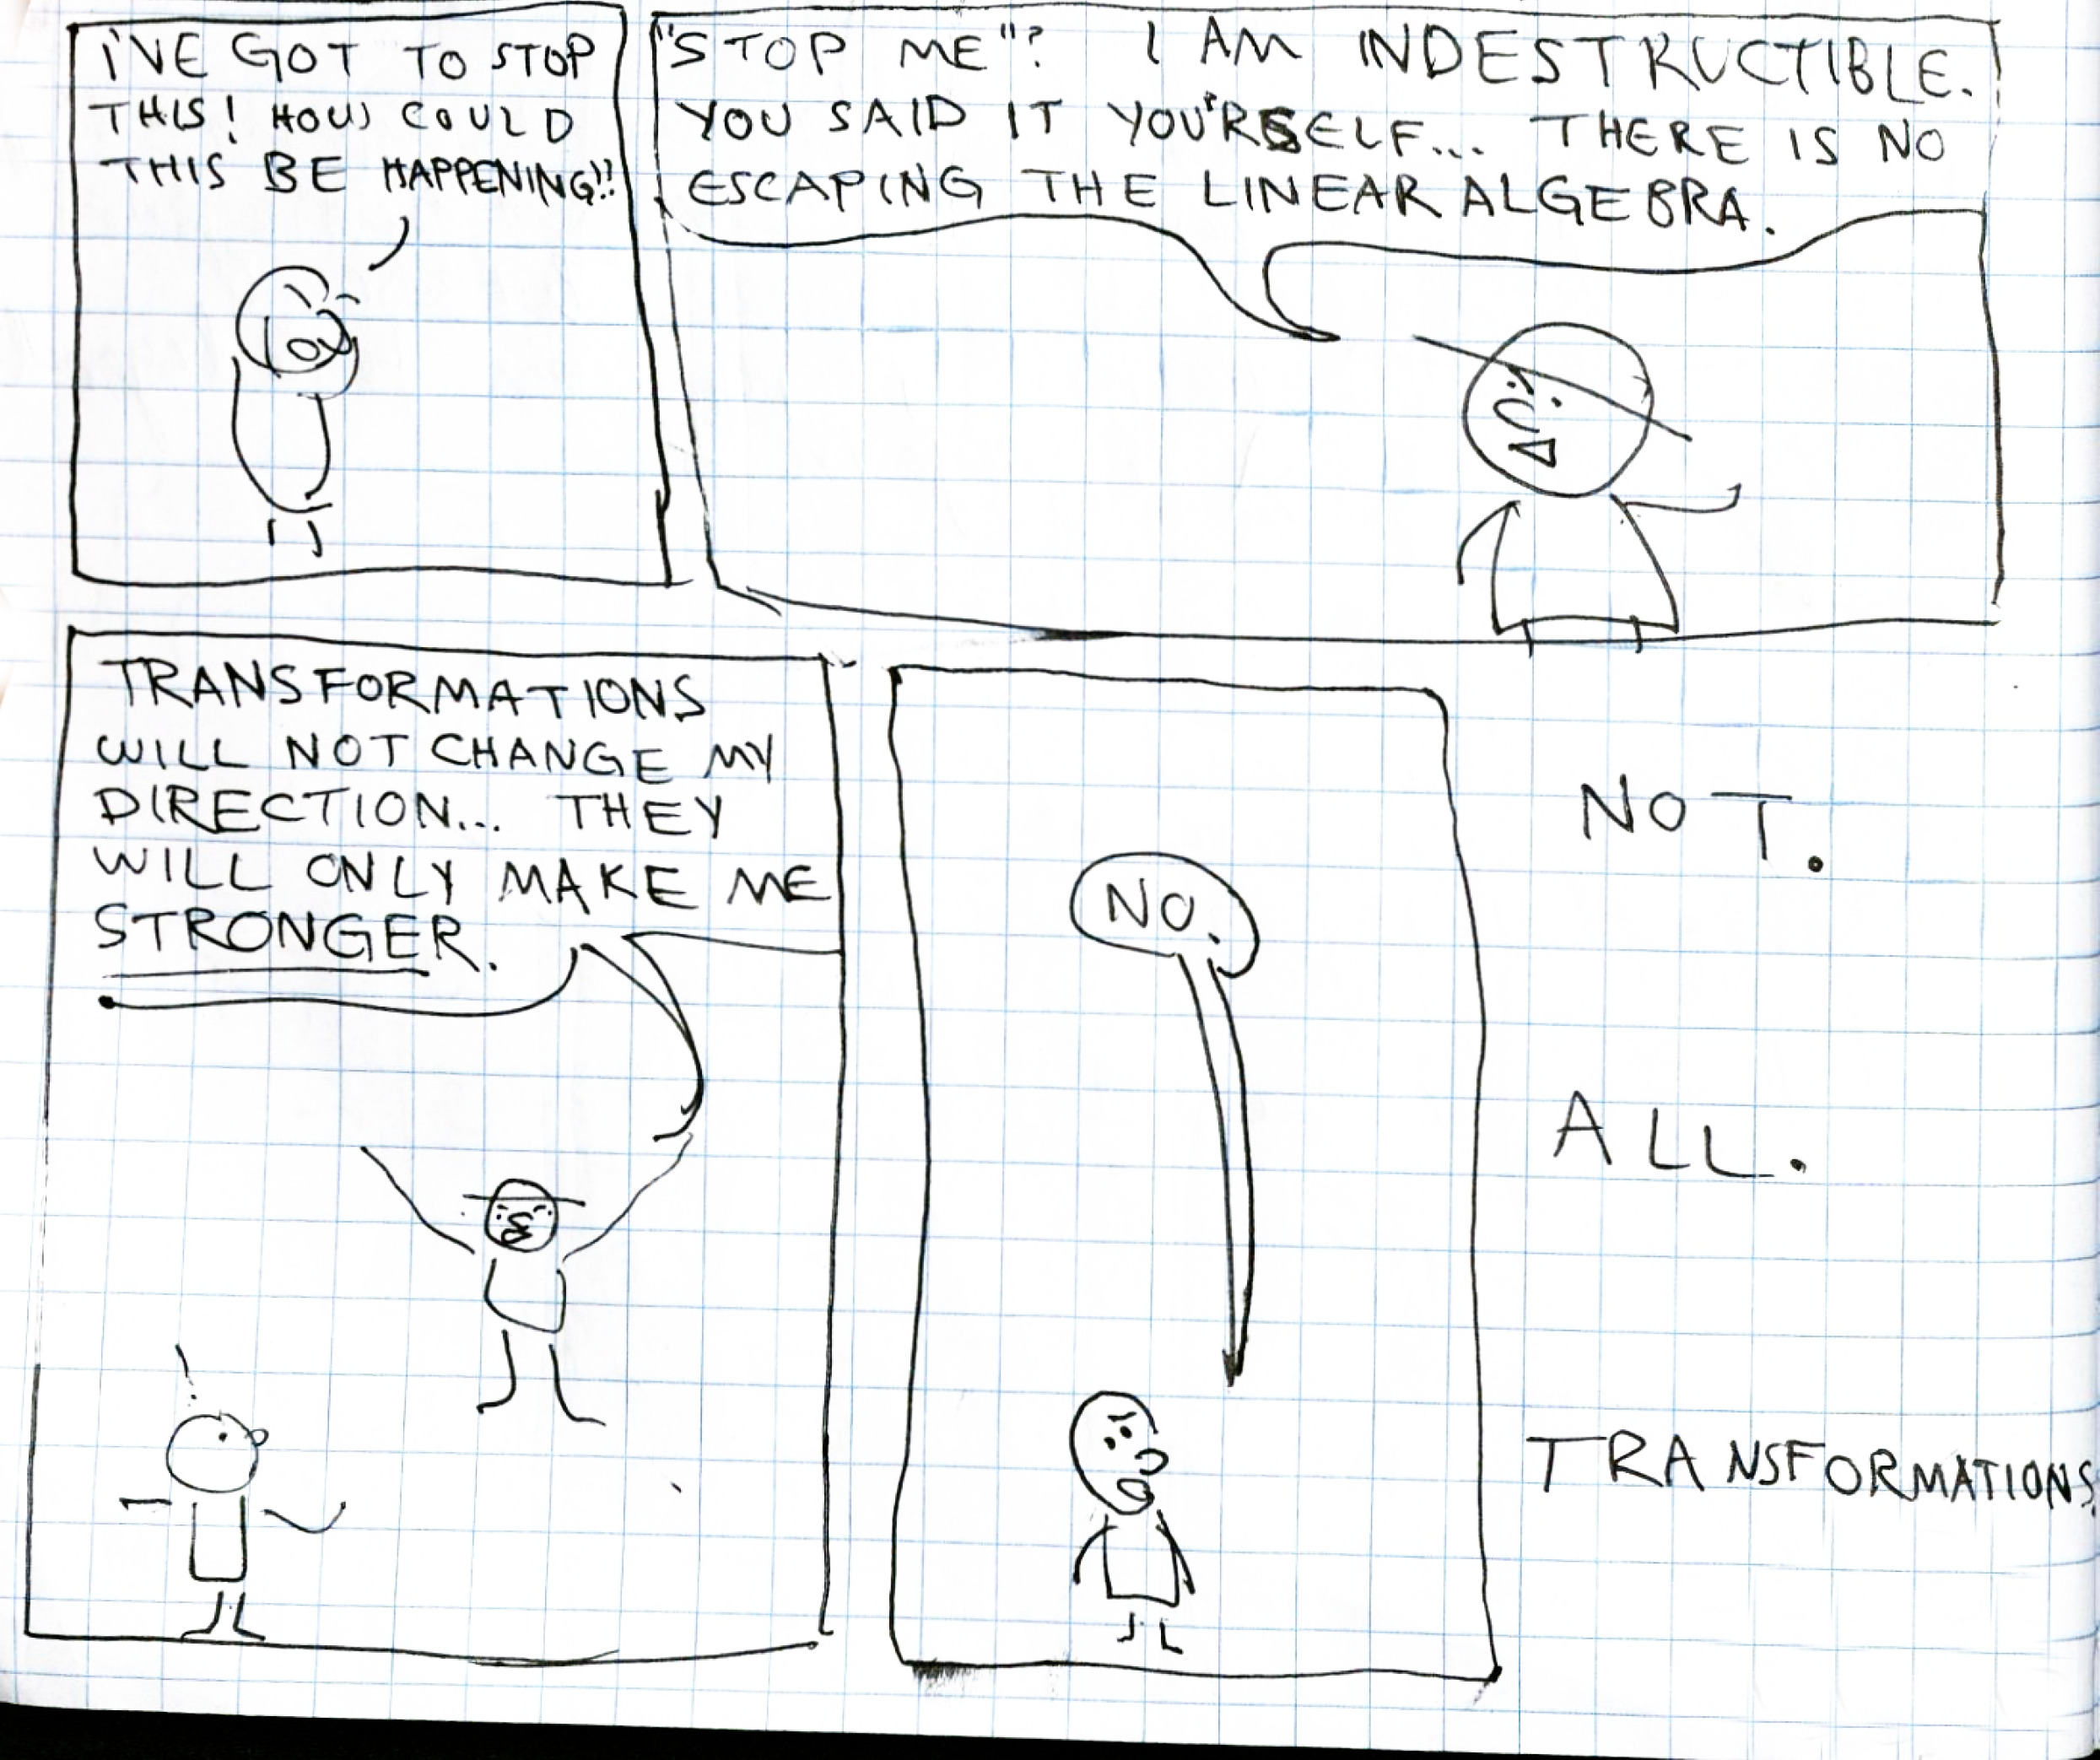 I'VE GOT TO STOP
THIS! HOW COULD
THIS BE HAPPENING!!
"STOP ME"? I AM INDESTRUCTIBLE.
YOU SAID IT YOU'RSELF... THERE IS NO
ESCAPING THE LINEAR ALGEBRA.
TRANSFORMATIONS
WILL NOT CHANGE MY
DIRECTION... THEY
WILL ONLY MAKE ME
STRONGER.
!
NO.
NOT.
ALL.
TRANSFORMATIONS